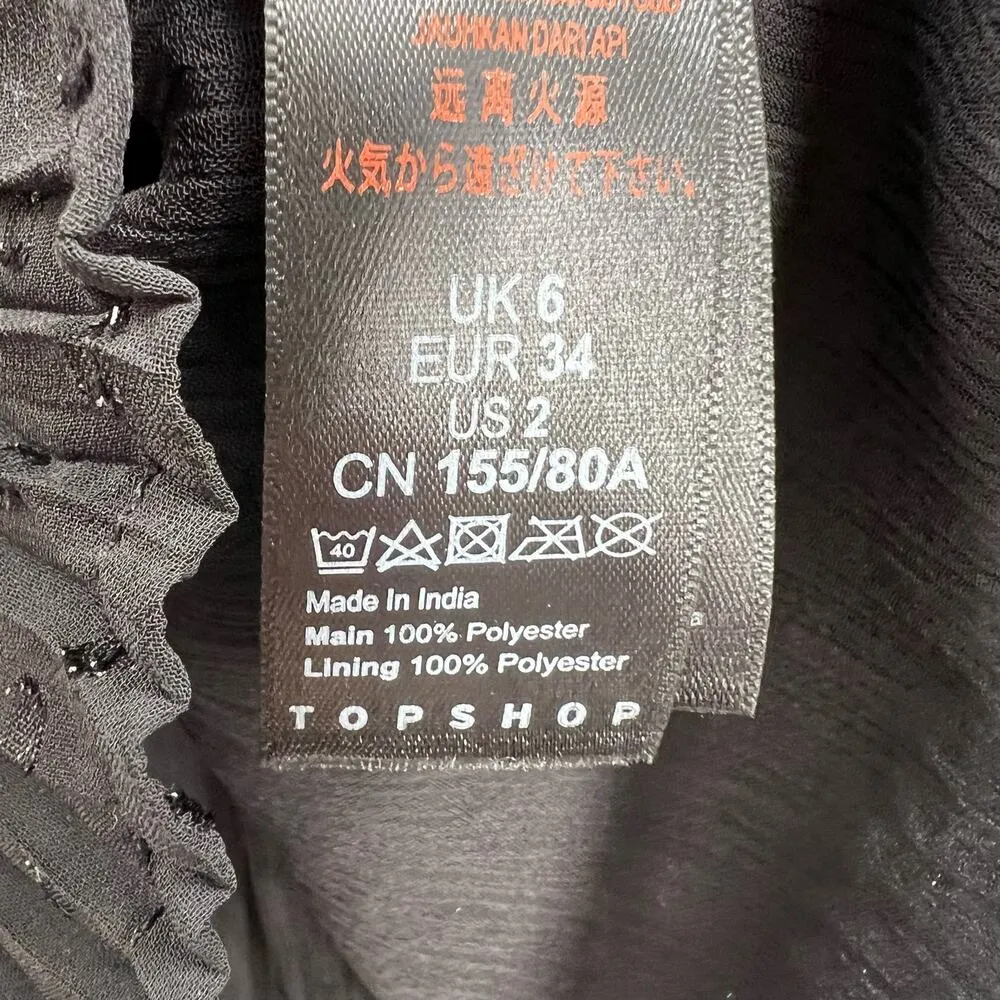 JAUHKAN DARI API
远离火源
火気から遠ざけて下さい。
UK 6
EUR 34
US 2
CN 155/80A
40
Made In India
Main 100% Polyester
Lining 100% Polyester
TOPSHOP